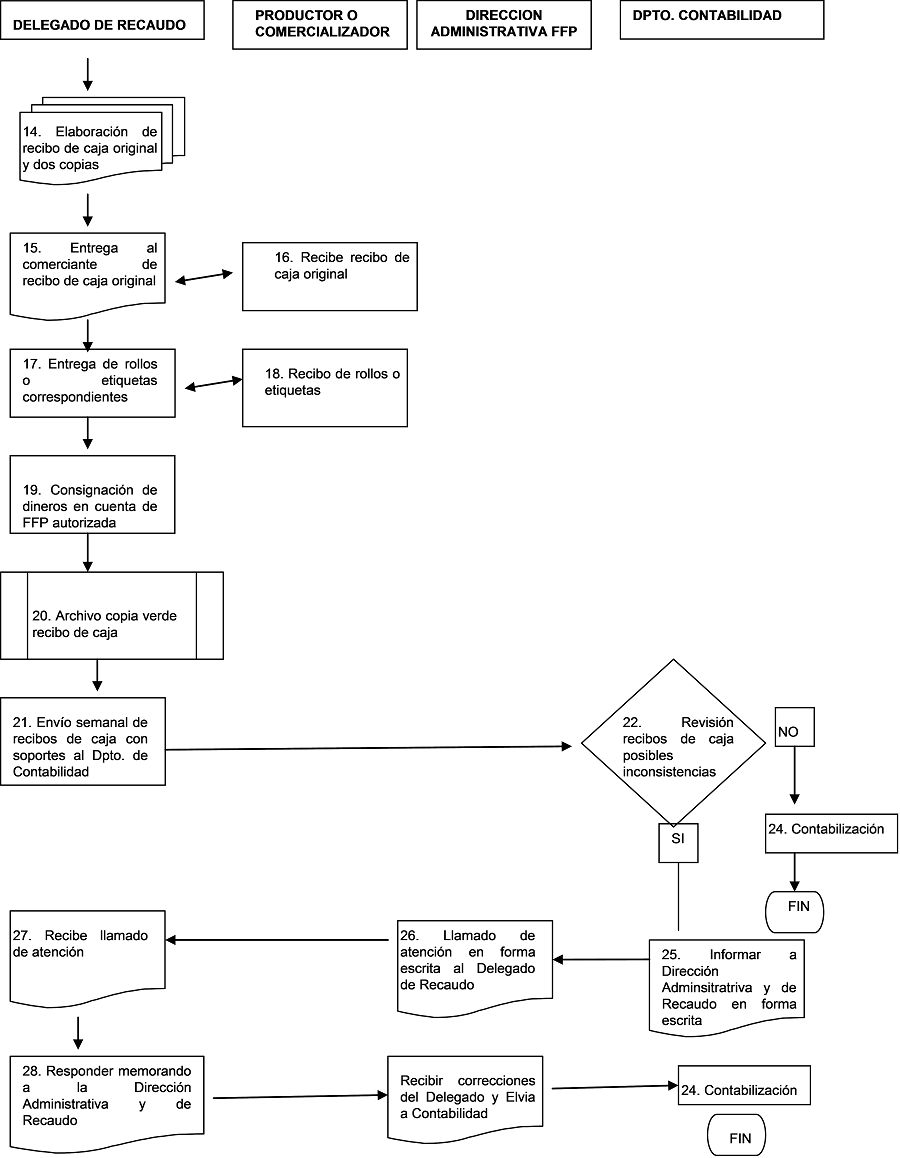 DELEGADO DE RECAUDO
PRODUCTOR O
COMERCIALIZADOR
DIRECCION
ADMINISTRATIVA FFP
DPTO. CONTABILIDAD
14. Elaboración de
recibo de caja original
y dos copias
15. Entrega al
comerciante de
recibo de caja original
16. Recibe recibo de
caja original
17. Entrega de rollos
o etiquetas
correspondientes
18. Recibo de rollos o
etiquetas
19. Consignación de
dineros en cuenta de
FFP autorizada
20. Archivo copia verde
recibo de caja
21. Envío semanal de
recibos de caja con
soportes al Dpto. de
Contabilidad
22. Revisión
recibos de caja
posibles
inconsistencias
NO
SI
24. Contabilización
FIN
27. Recibe llamado
de atención
26. Llamado de
atención en forma
escrita al Delegado
de Recaudo
25. Informar a
Dirección
Adminsitratriva y de
Recaudo en forma
escrita
28. Responder memorando
a la Dirección
Administrativa y de
Recaudo
Recibir correcciones
del Delegado y Elvia
a Contabilidad
24. Contabilización
FIN